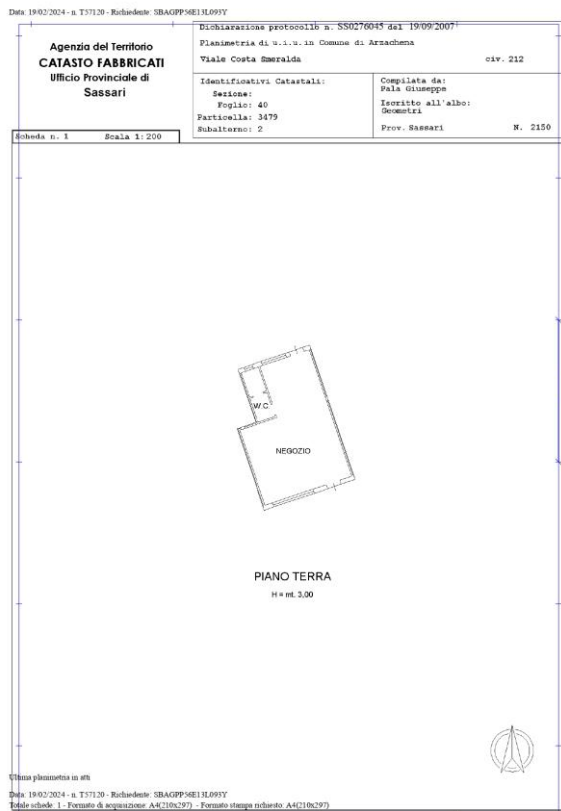 Data: 19/02/2024 - n. T57120 - Richiedente: SBAGPP56E13L093Y
Agenzia del Territorio
CATASTO FABBRICATI
Ufficio Provinciale di
Sassari
Dichiarazione protocollo n. SS0276045 del 19/09/2007
Planimetria di u.i.u. in Comune di Arzachena
Viale Costa Smeralda civ. 212
Identificativi Catastali:
Sezione:
Foglio: 40
Particella: 3479
Subalterno: 2
Compilata da:
Pala Giuseppe
Iscritto all'albo:
Geometri
Prov. Sassari N. 2150
Scheda n. 1 Scala 1:200
W.C.
NEGOZIO
PIANO TERRA
H = mt. 3,00
Ultima planimetria in atti
Data: 19/02/2024 - n. T57120 - Richiedente: SBAGPP56E13L093Y
Totale schede: 1 - Formato di acquisizione: A4(210x297) - Formato stampa richiesto: A4(210x297)